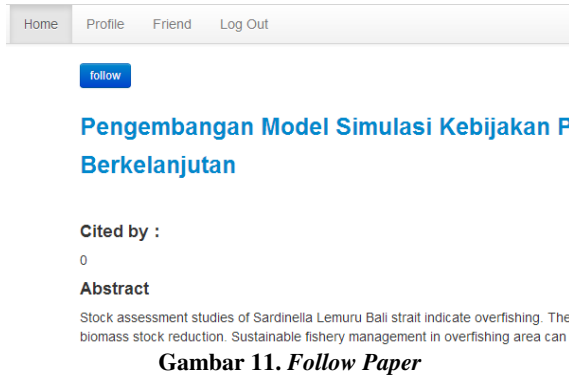 Home Profile Friend Log Out
follow
Pengembangan Model Simulasi Kebijakan P
Berkelanjutan
Cited by :
0
Abstract
Stock assessment studies of Sardinella Lemuru Bali strait indicate overfishing. The
biomass stock reduction. Sustainable fishery management in overfishing area can
Gambar 11. Follow Paper